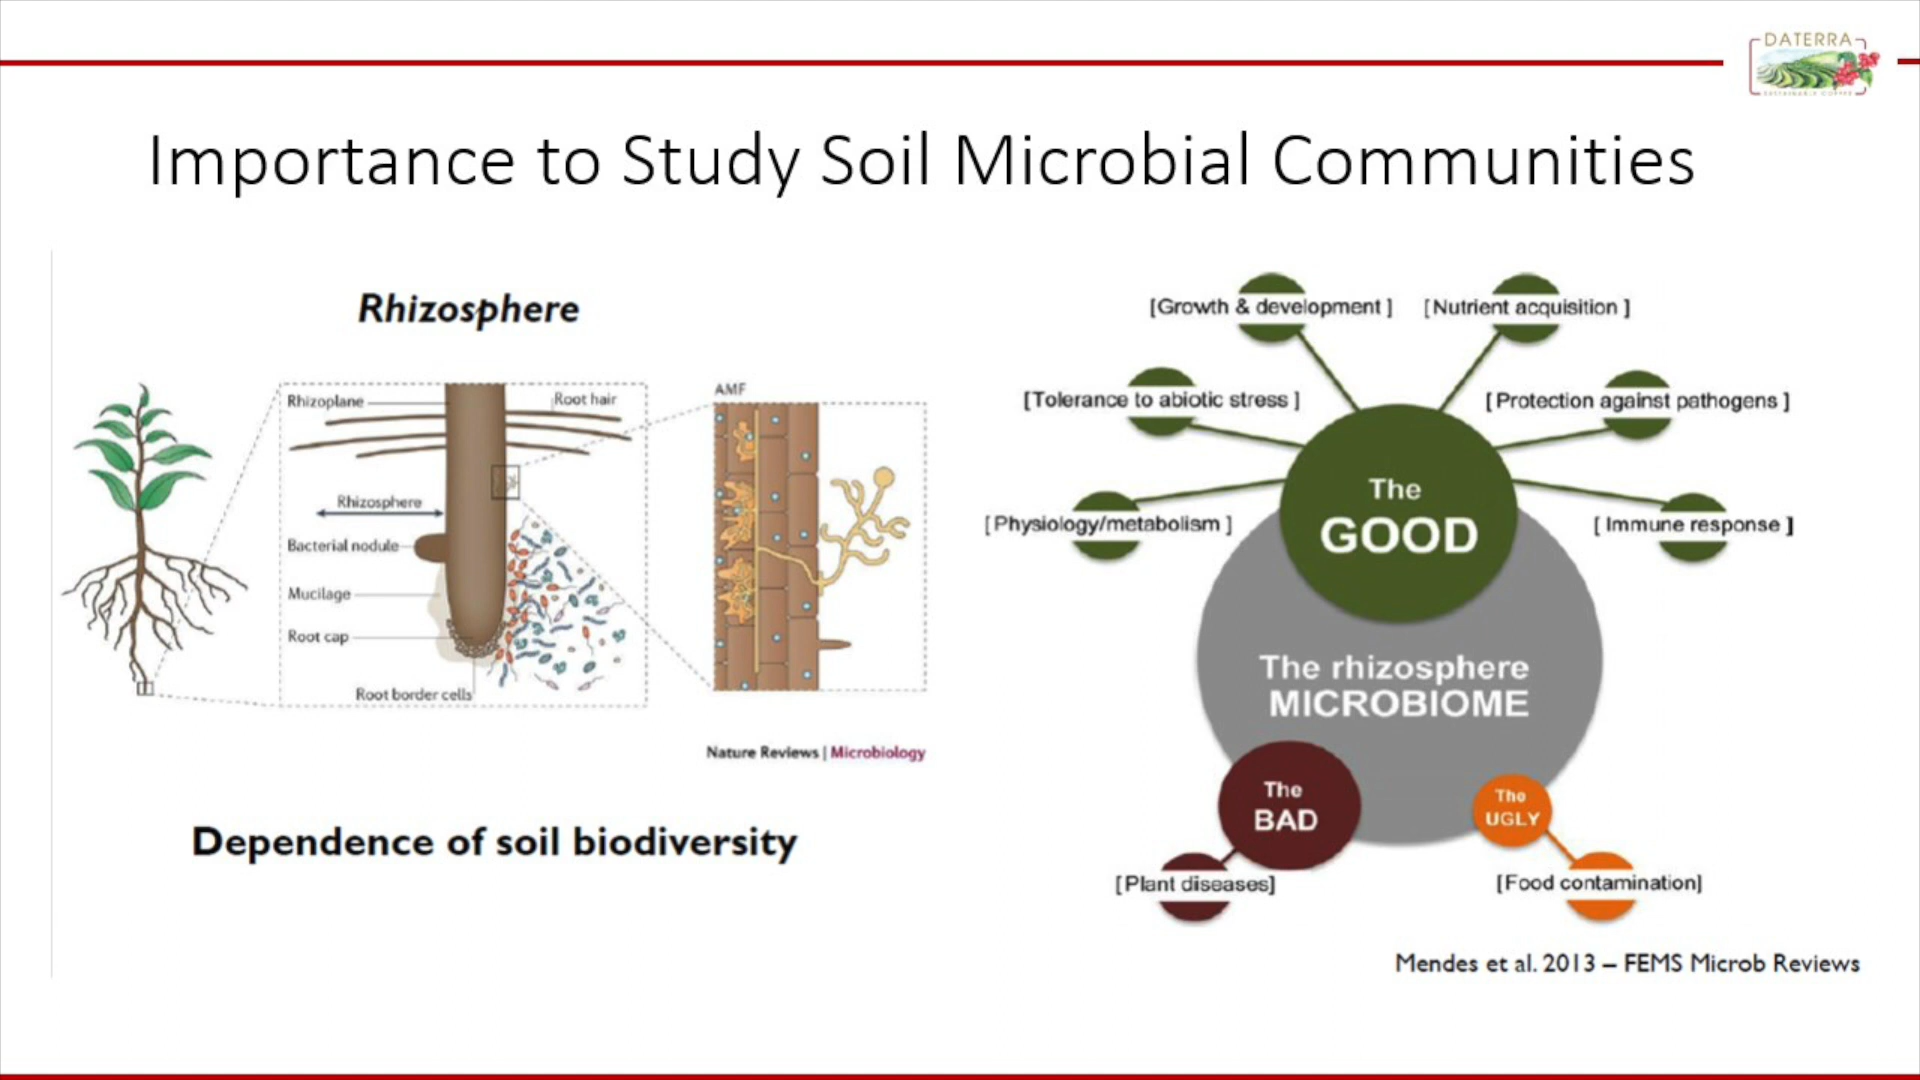 DATERRA
Importance to Study Soil Microbial Communities
Rhizosphere
Rhizoplane
Root hair
Rhizosphere
Bacterial nodule
Mucilage
Root cap
Root border cells
AMF
Nature Reviews | Microbiology
Dependence of soil biodiversity
[Growth & development ]
[Nutrient acquisition ]
[Tolerance to abiotic stress ]
[Protection against pathogens ]
[Physiology/metabolism ]
[ Immune response ]
The
GOOD
The rhizosphere
MICROBIOME
The
BAD
The
UGLY
[Plant diseases]
[Food contamination]
Mendes et al. 2013 – FEMS Microb Reviews